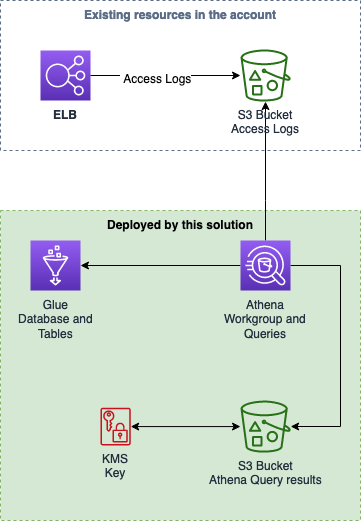 Existing resources in the account
Access Logs
ELB
S3 Bucket
Access Logs
Deployed by this solution
Glue
Database and
Tables
Athena
Workgroup and
Queries
KMS
Key
S3 Bucket
Athena Query results